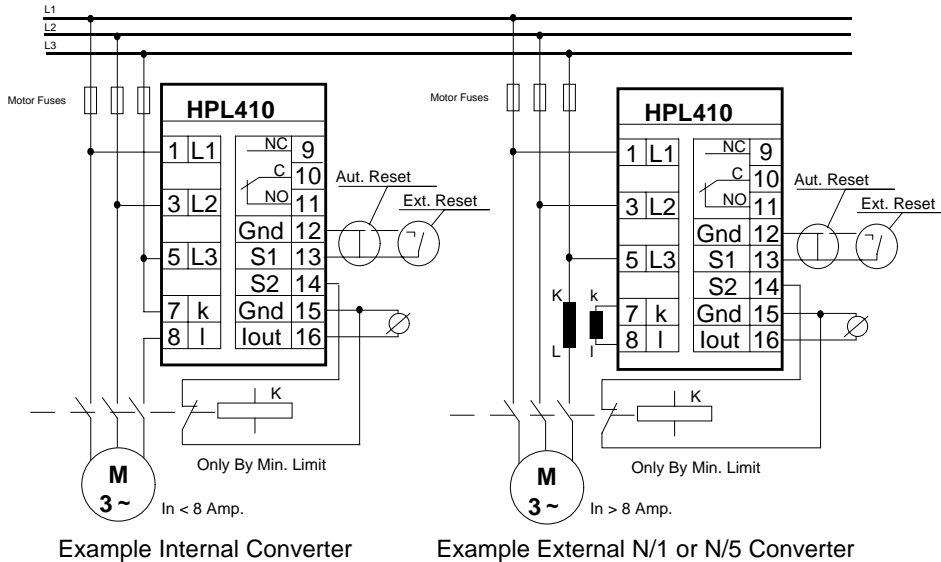 L1
L2
L3
Motor Fuses
HPL410
1 L1
3 L2
5 L3
7 k
8 l
NC 9
C 10
NO 11
Gnd 12
S1 13
S2 14
Gnd 15
Iout 16
Aut. Reset
Ext. Reset
K
Only By Min. Limit
M
3 ~
In < 8 Amp.
Example Internal Converter
Motor Fuses
HPL410
1 L1
3 L2
5 L3
7 k
8 l
NC 9
C 10
NO 11
Gnd 12
S1 13
S2 14
Gnd 15
Iout 16
Aut. Reset
Ext. Reset
K
k
L
l
K
Only By Min. Limit
M
3 ~
In > 8 Amp.
Example External N/1 or N/5 Converter